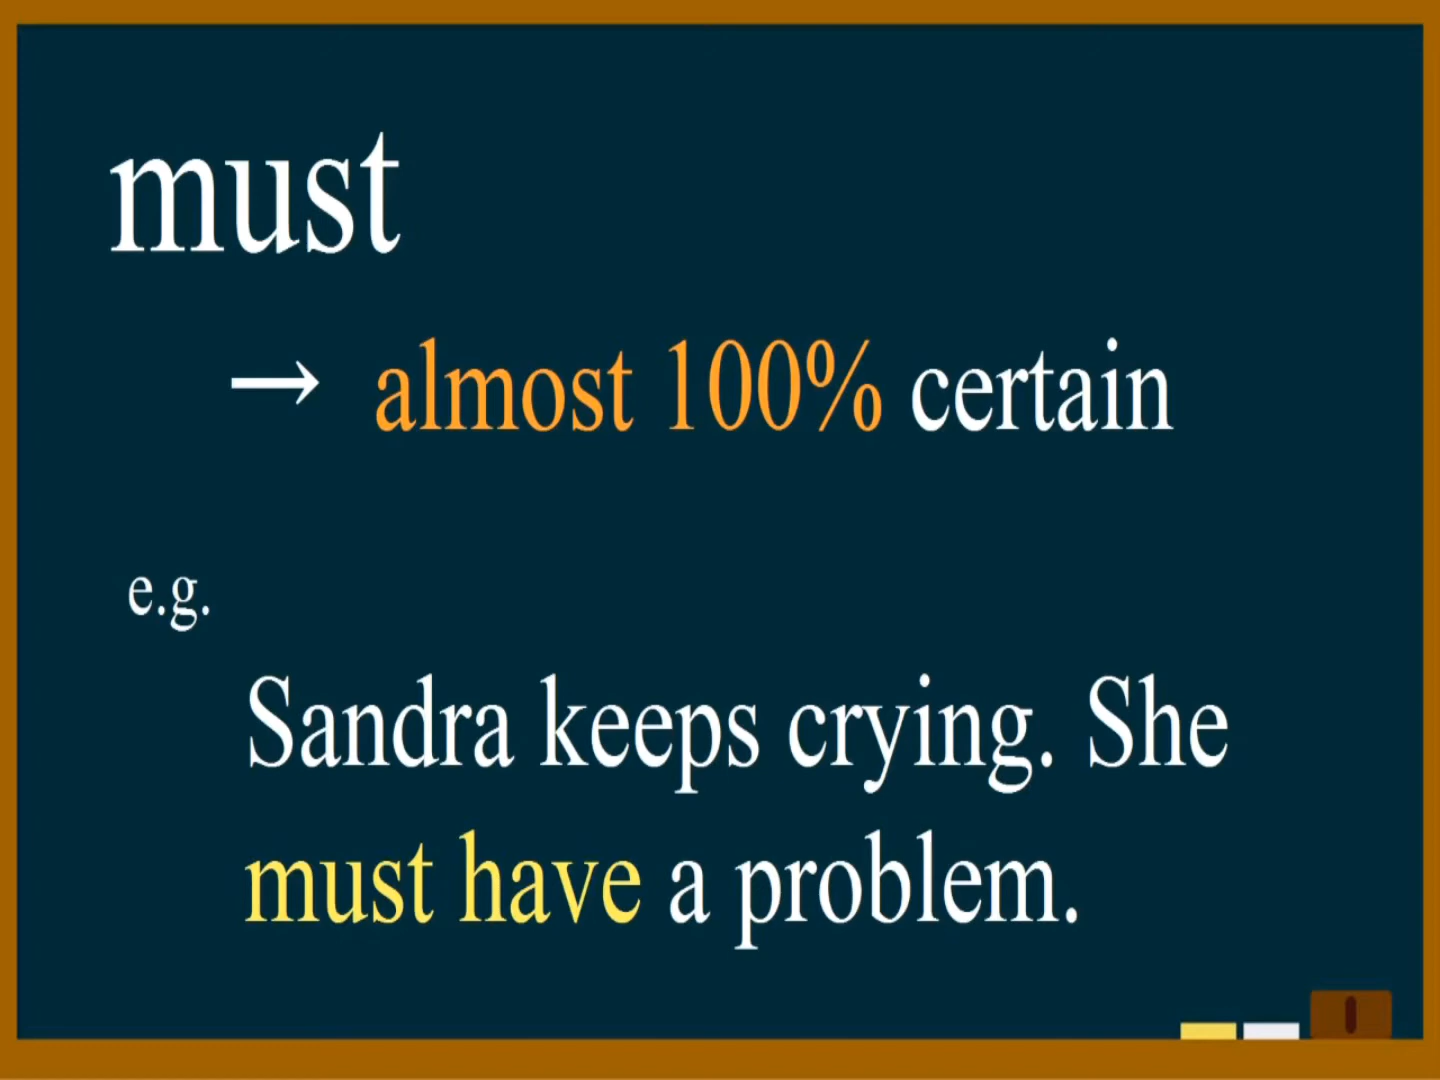 must
→ almost 100% certain
e.g.
Sandra keeps crying. She
must have a problem.